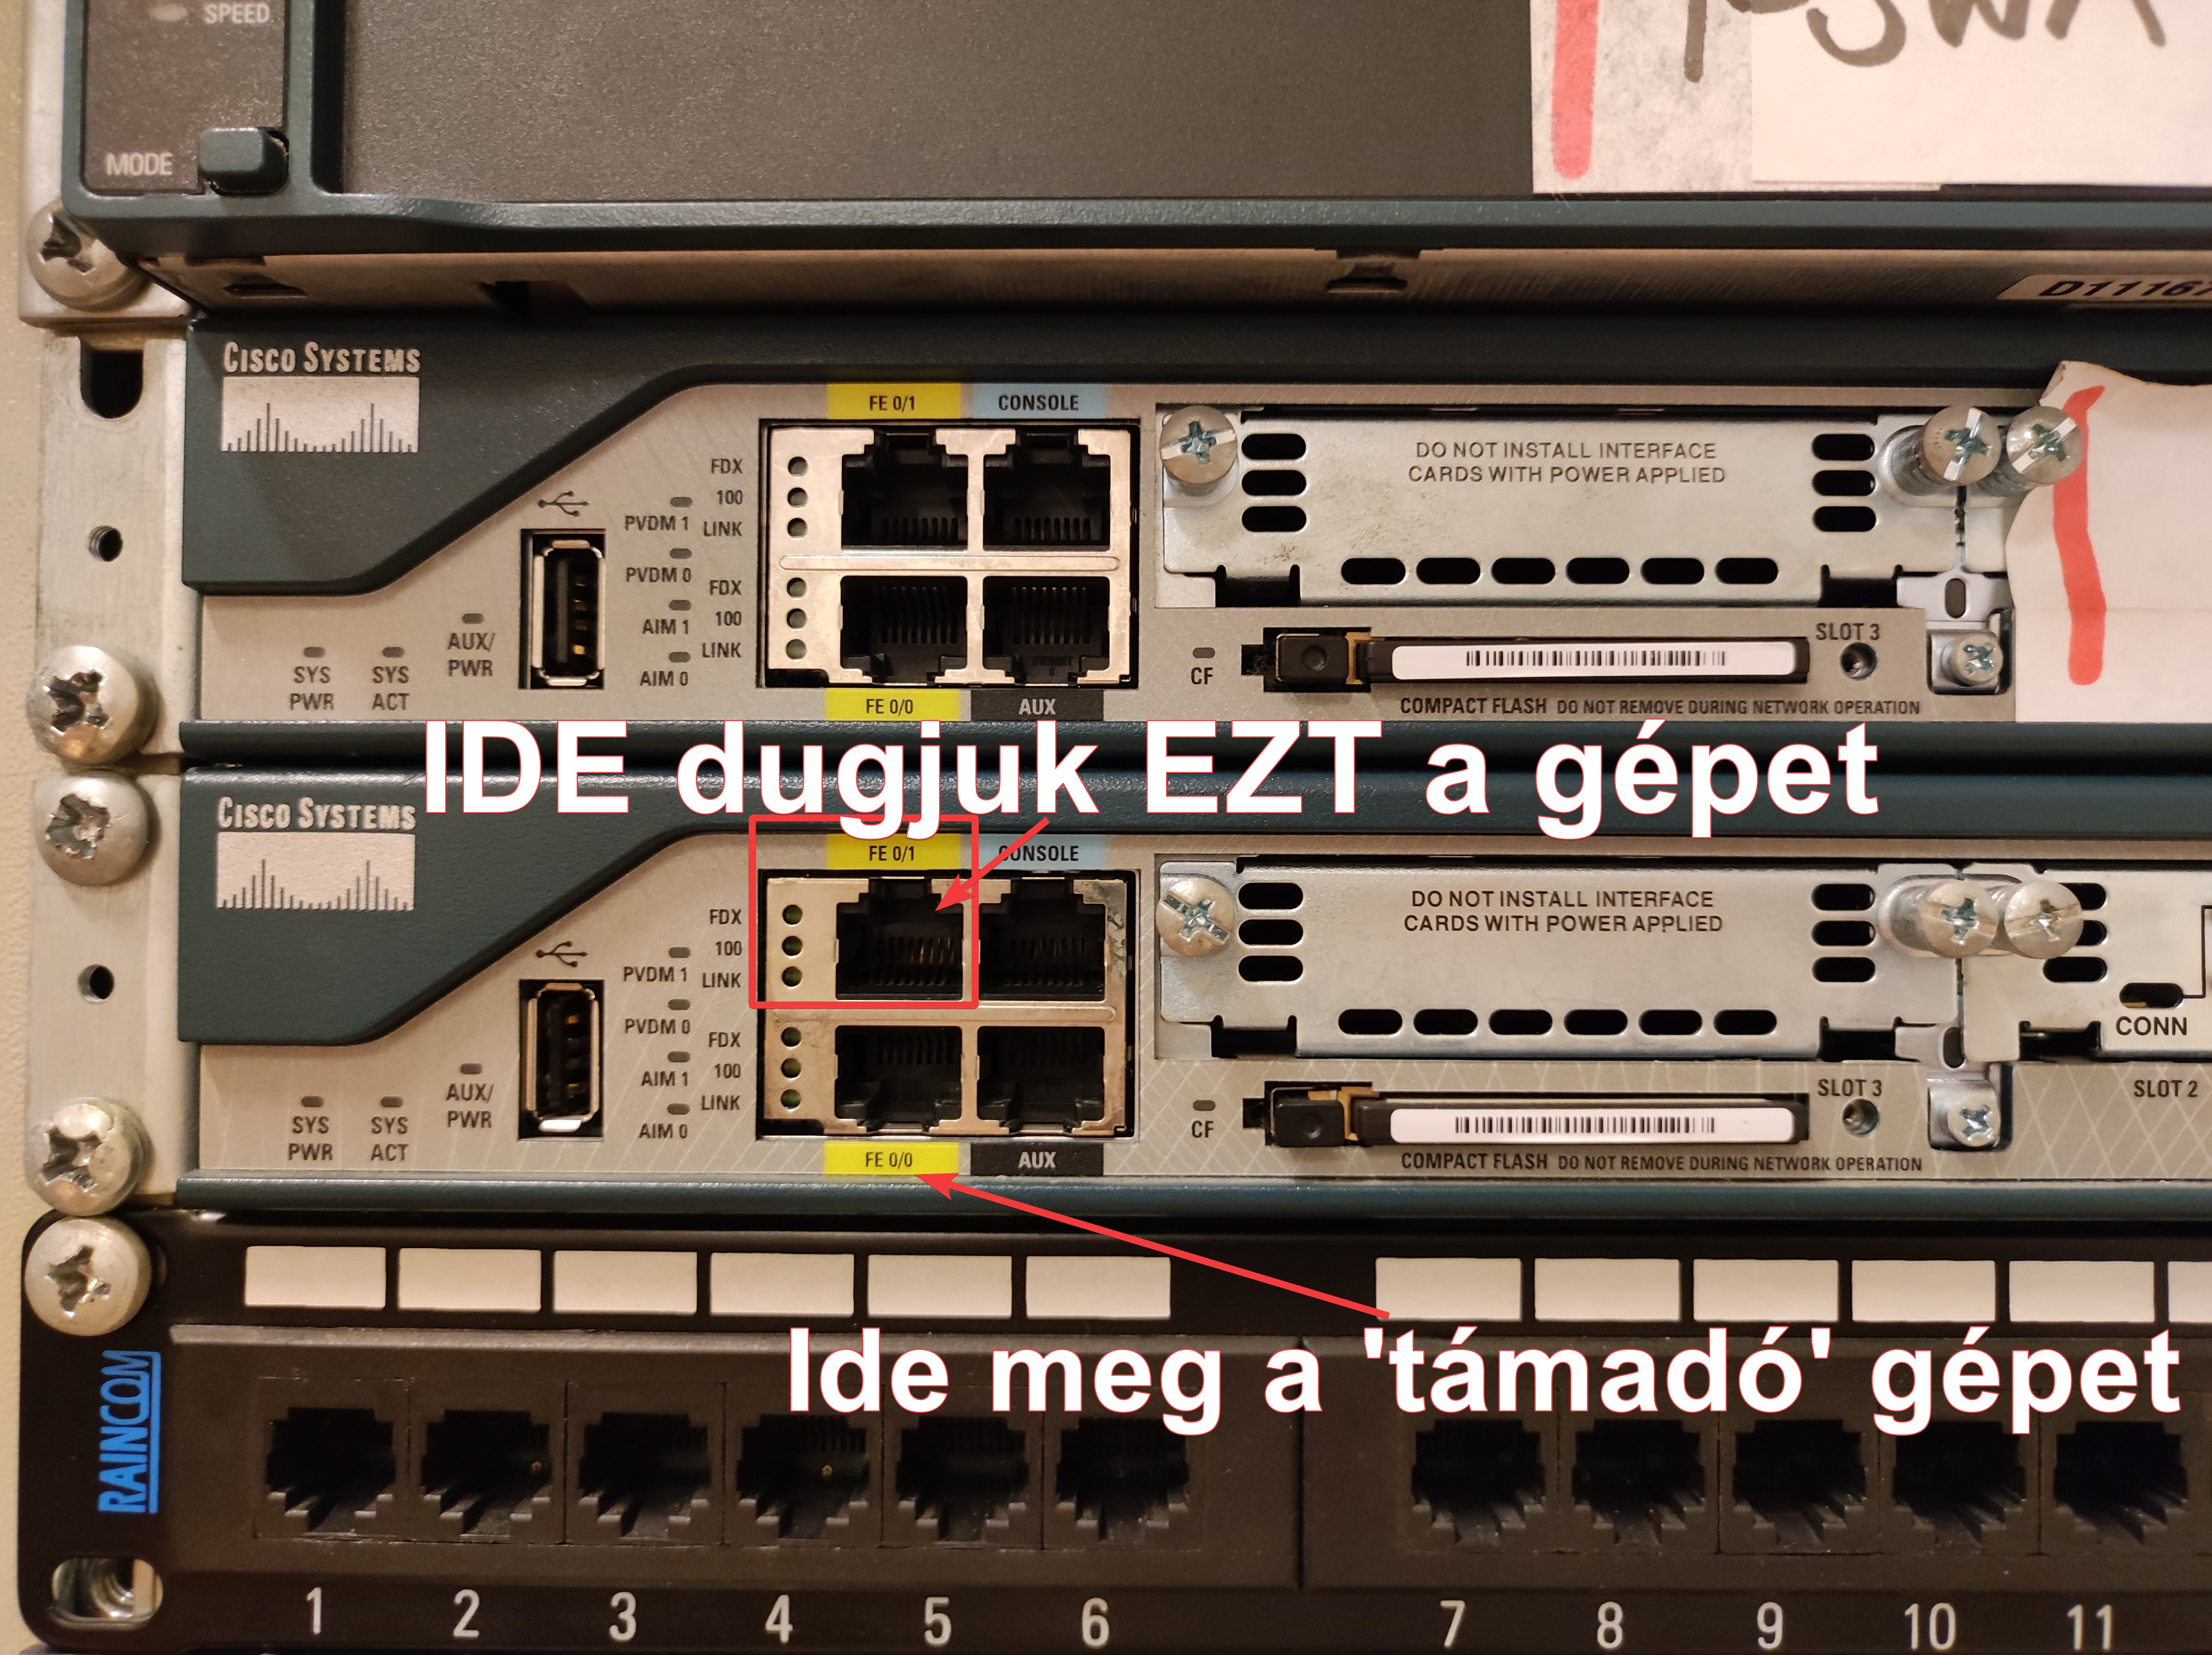 SPEED
MODE
CISCO SYSTEMS
FE 0/1 CONSOLE
FDX
100
PVDM 1 LINK
PVDM 0
FDX
AIM 1 100
LINK
AIM 0
AUX/
PWR
SYS
PWR
SYS
ACT
FE 0/0 AUX
DO NOT INSTALL INTERFACE
CARDS WITH POWER APPLIED
SLOT 3
CF
COMPACT FLASH DO NOT REMOVE DURING NETWORK OPERATION
IDE dugjuk EZT a gépet
CISCO SYSTEMS
FE 0/1 CONSOLE
FDX
100
PVDM 1 LINK
PVDM 0
FDX
AIM 1 100
LINK
AIM 0
AUX/
PWR
SYS
PWR
SYS
ACT
FE 0/0 AUX
DO NOT INSTALL INTERFACE
CARDS WITH POWER APPLIED
CONN
SLOT 3
SLOT 2
CF
COMPACT FLASH DO NOT REMOVE DURING NETWORK OPERATION
Ide meg a 'támadó' gépet
RAINCOM
1 2 3 4 5 6 7 8 9 10 11